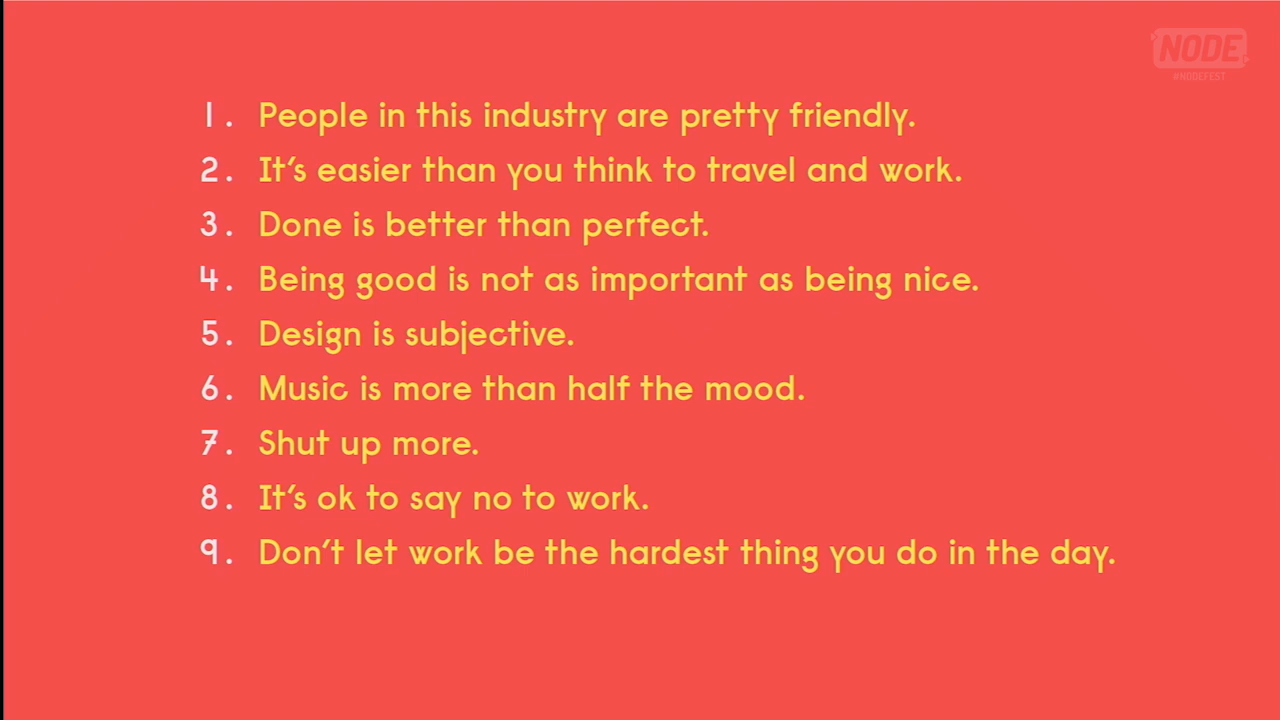 NODE
#NODEFEST
1. People in this industry are pretty friendly.
2. It's easier than you think to travel and work.
3. Done is better than perfect.
4. Being good is not as important as being nice.
5. Design is subjective.
6. Music is more than half the mood.
7. Shut up more.
8. It's ok to say no to work.
9. Don't let work be the hardest thing you do in the day.